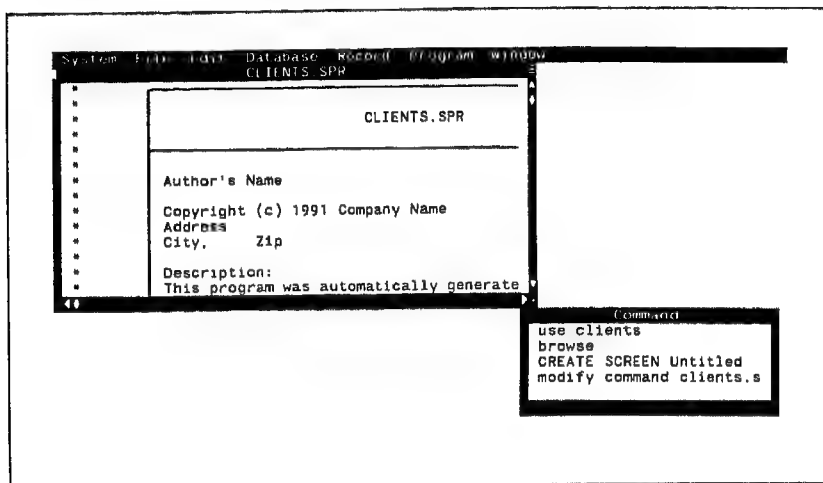 System File Edit Database Record Program Window
CLIENTS.SPR
*
*
*
* CLIENTS.SPR
*
*
*
* Author's Name
*
* Copyright (c) 1991 Company Name
* Address
* City, Zip
*
* Description:
* This program was automatically generate
Command
use clients
browse
CREATE SCREEN Untitled
modify command clients.s